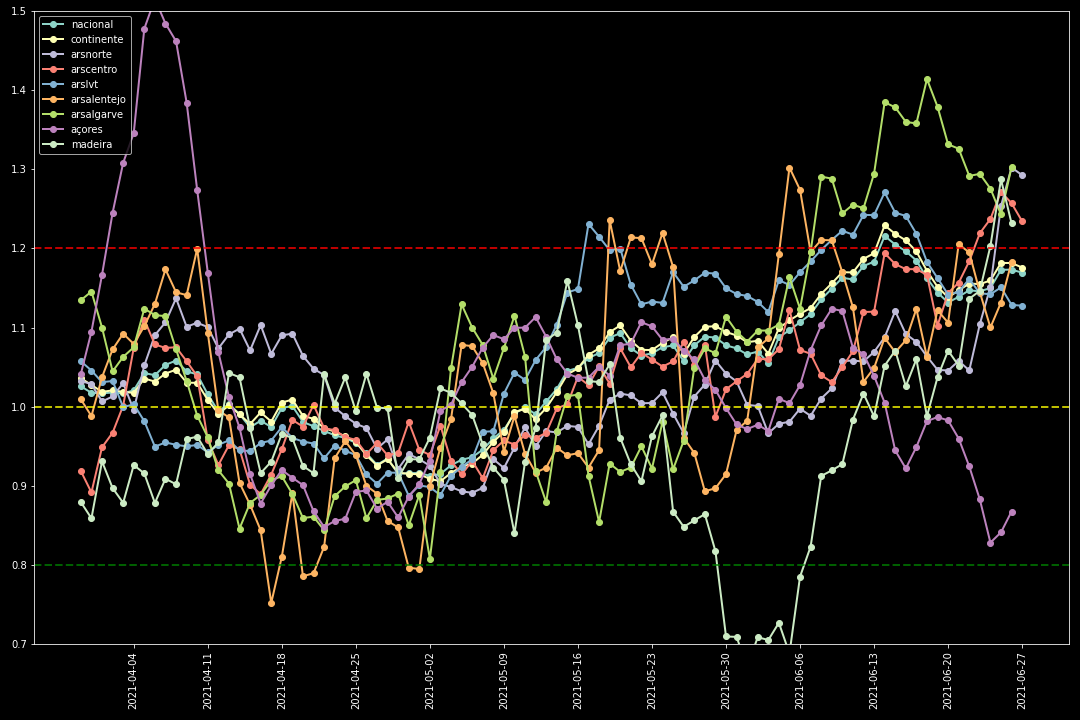 1.5
1.4
1.3
1.2
1.1
1.0
0.9
0.8
0.7
nacional
continente
arsnorte
arscentro
arslvt
arsalentejo
arsalgarve
açores
madeira
2021-04-04
2021-04-11
2021-04-18
2021-04-25
2021-05-02
2021-05-09
2021-05-16
2021-05-23
2021-05-30
2021-06-06
2021-06-13
2021-06-20
2021-06-27